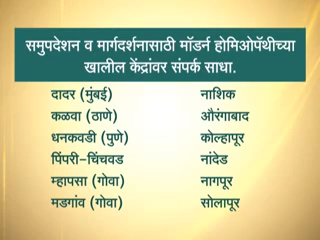 समुपदेशन व मार्गदर्शनासाठी मॉडर्न होमिओपॅथीच्या
खालील केंद्रांवर संपर्क साधा.
दादर (मुंबई)
कळवा (ठाणे)
धनकवडी (पुणे)
पिंपरी-चिंचवड
म्हापसा (गोवा)
मडगांव (गोवा)
नाशिक
औरंगाबाद
कोल्हापूर
नांदेड
नागपूर
सोलापूर